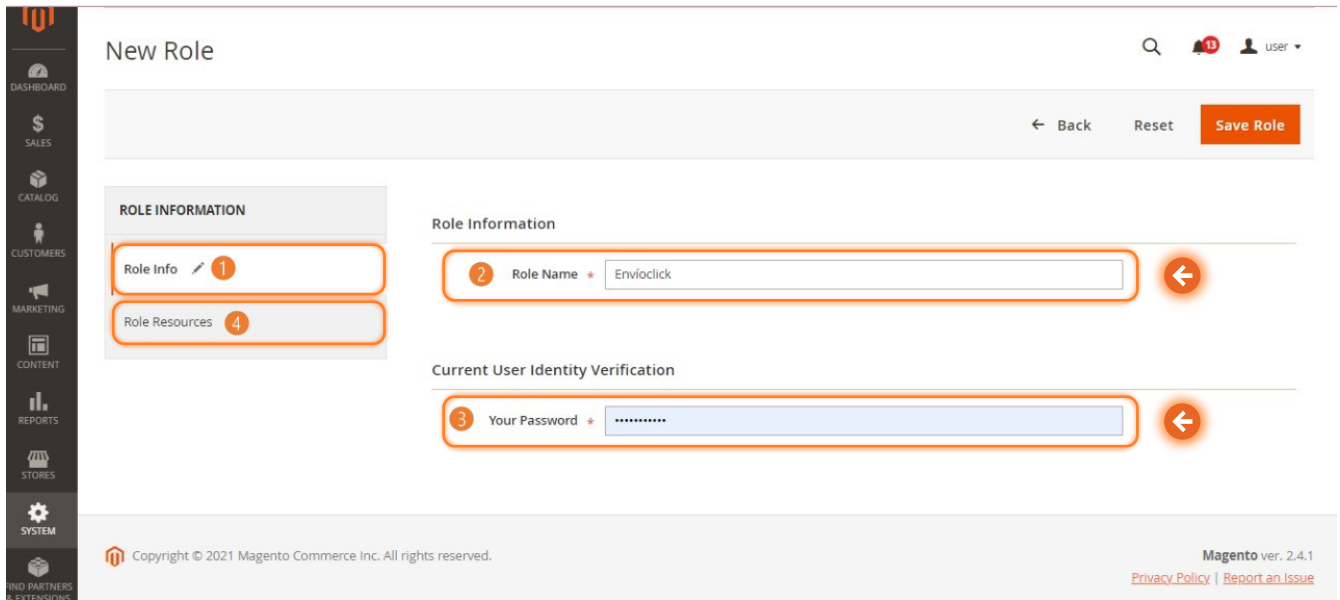 New Role
13
user
DASHBOARD
SALES
CATALOG
CUSTOMERS
MARKETING
CONTENT
REPORTS
STORES
SYSTEM
FIND PARTNERS
& EXTENSIONS
← Back Reset Save Role
ROLE INFORMATION
Role Info 1
Role Resources 4
Role Information
2 Role Name * Envíoclick
Current User Identity Verification
3 Your Password * •••••••••••
Copyright © 2021 Magento Commerce Inc. All rights reserved.
Magento ver. 2.4.1
Privacy Policy | Report an Issue